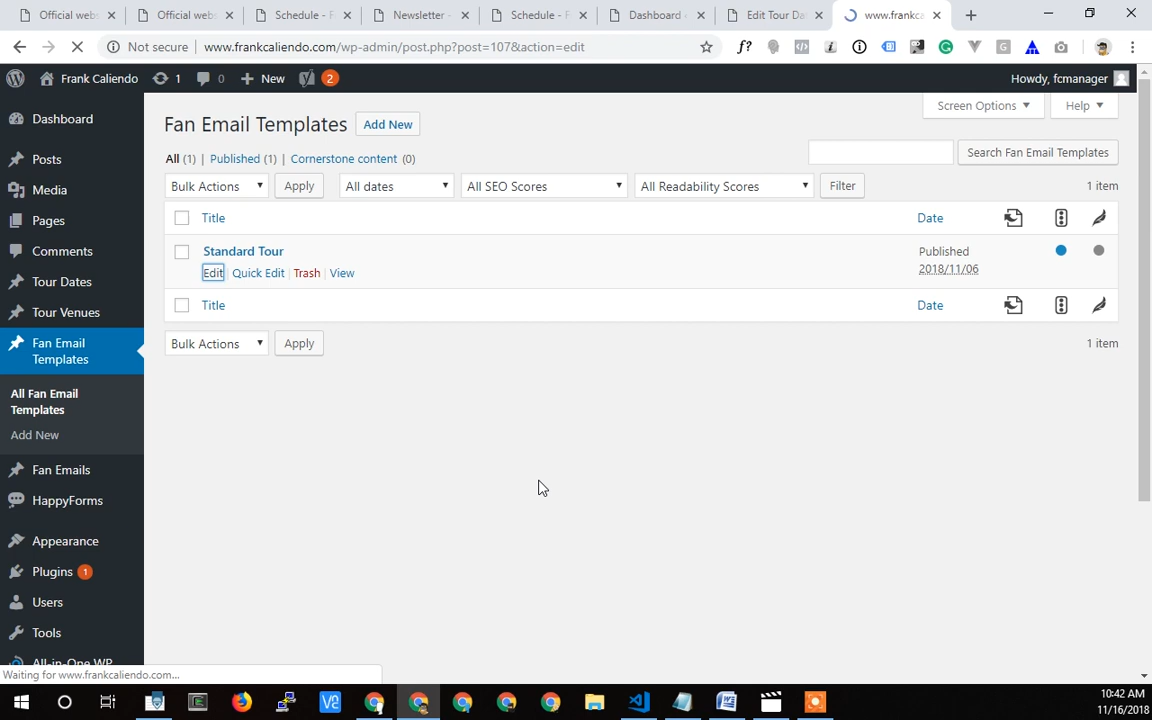 Official webs
Official webs
Schedule - F
Newsletter -
Schedule - F
Dashboard
Edit Tour Da
www.frankc
Not secure
www.frankcaliendo.com/wp-admin/post.php?post=107&action=edit
Frank Caliendo
1
0
New
2
Howdy, fcmanager
Dashboard
Posts
Media
Pages
Comments
Tour Dates
Tour Venues
Fan Email
Templates
All Fan Email
Templates
Add New
Fan Emails
HappyForms
Appearance
Plugins 1
Users
Tools
All-in-One WP
Screen Options
Help
Fan Email Templates
Add New
All (1) | Published (1) | Cornerstone content (0)
Search Fan Email Templates
Bulk Actions
Apply
All dates
All SEO Scores
All Readability Scores
Filter
1 item
Title
Date
Standard Tour
Edit | Quick Edit | Trash | View
Published
2018/11/06
Title
Date
Bulk Actions
Apply
1 item
Waiting for www.frankcaliendo.com...
10:42 AM
11/16/2018